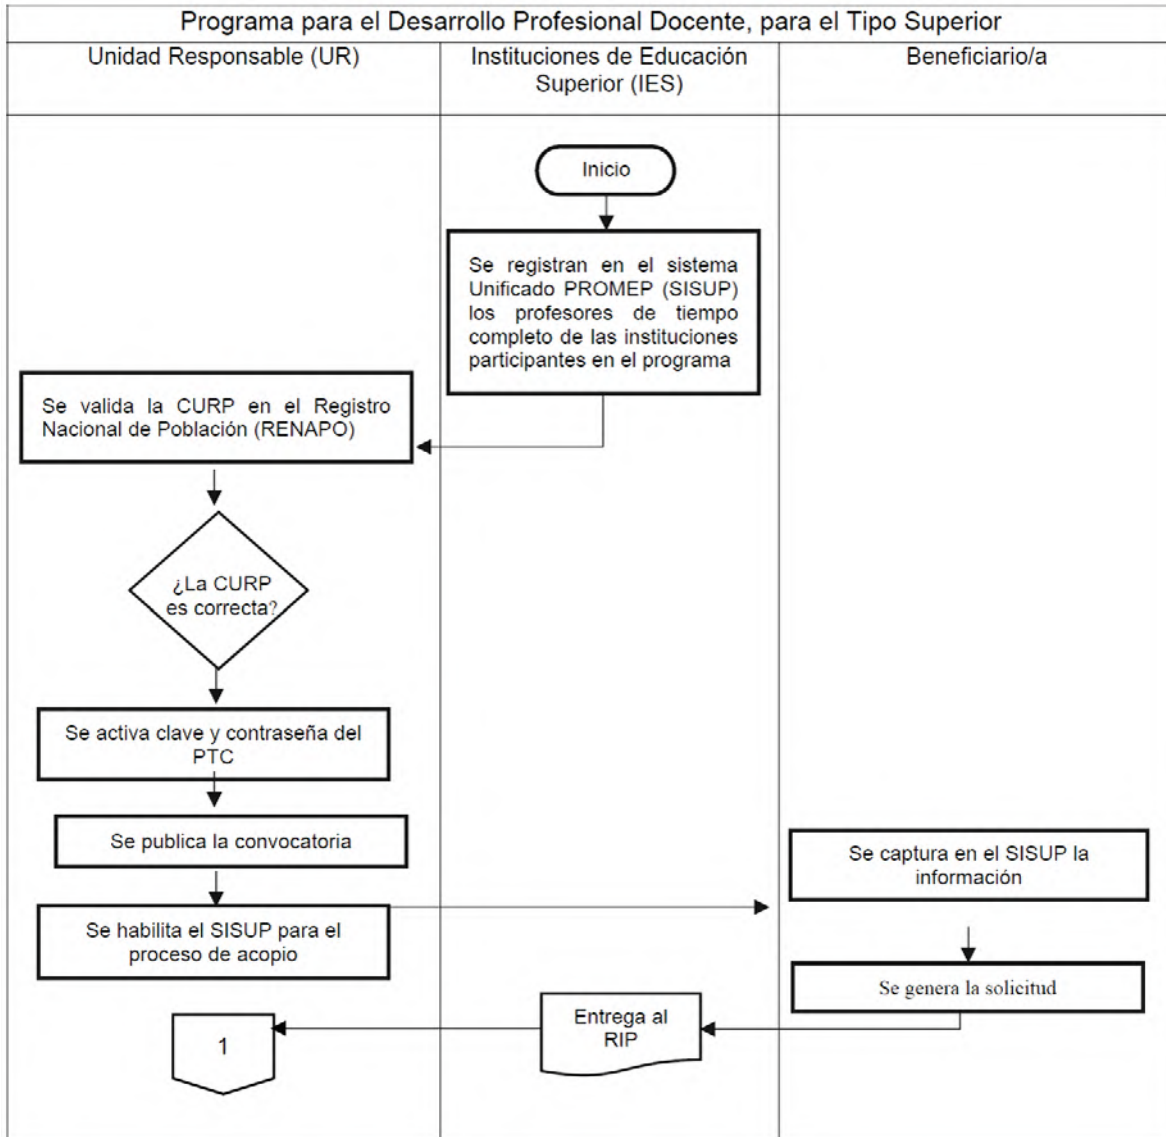 Programa para el Desarrollo Profesional Docente, para el Tipo Superior
Unidad Responsable (UR)
Instituciones de Educación
Superior (IES)
Beneficiario/a
Inicio
Se registran en el sistema
Unificado PROMEP (SISUP)
los profesores de tiempo
completo de las instituciones
participantes en el programa
Se valida la CURP en el Registro
Nacional de Población (RENAPO)
¿La CURP
es correcta?
Se activa clave y contraseña del
PTC
Se publica la convocatoria
Se habilita el SISUP para el
proceso de acopio
Se captura en el SISUP la
información
Se genera la solicitud
Entrega al
RIP
1